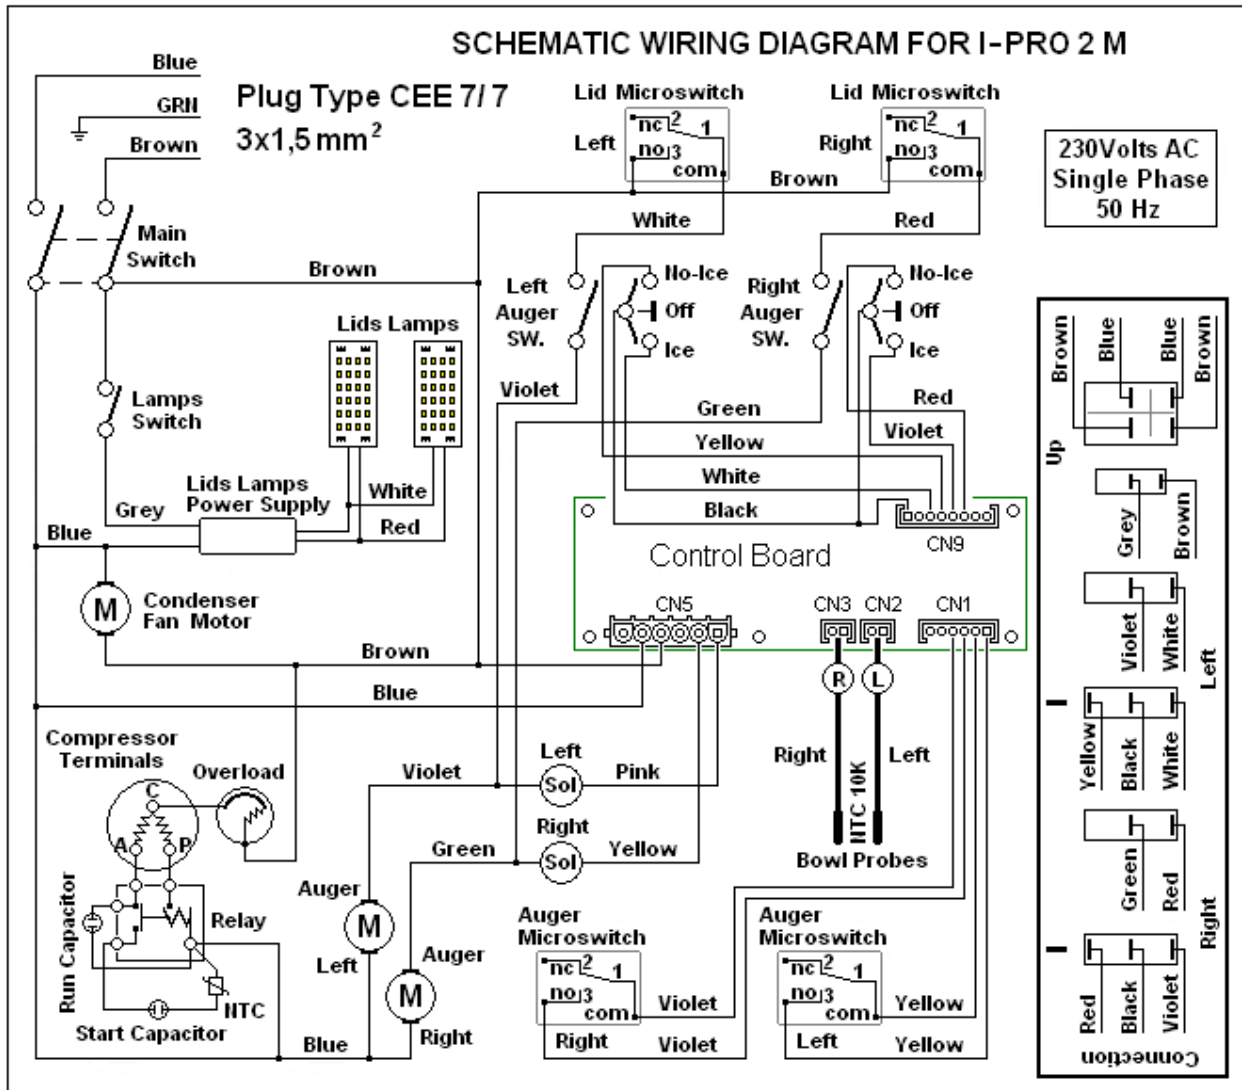 SCHEMATIC WIRING DIAGRAM FOR I-PRO 2 M
Blue
GRN
Brown
Plug Type CEE 7/7
3x1,5 mm²
Lid Microswitch
Left
nc 2
1
no 3
com
Lid Microswitch
Right
nc 2
1
no 3
com
Brown
230Volts AC
Single Phase
50 Hz
Main
Switch
Brown
White
Red
Left
Auger
SW.
No-Ice
Off
Ice
Right
Auger
SW.
No-Ice
Off
Ice
Lids Lamps
Lamps
Switch
Violet
Green
Red
Yellow
Violet
White
Black
Lids Lamps
Power Supply
Grey
White
Red
Blue
Control Board
CN9
CN5
CN3
CN2
CN1
M
Condenser
Fan Motor
Brown
Blue
R
L
Right
NTC 10K
Left
Bowl Probes
Compressor
Terminals
C
A
P
Overload
Violet
Left
Sol
Pink
Right
Green
Sol
Yellow
Run Capacitor
Relay
NTC
Start Capacitor
Auger
M
Left
Auger
M
Right
Blue
Auger
Microswitch
nc 2
1
no 3
com
Right
Violet
Violet
Auger
Microswitch
nc 2
1
no 3
com
Left
Yellow
Yellow
Brown
Blue
Blue
Brown
Up
Grey
Brown
Violet
White
Left
I
Yellow
Black
White
Green
Red
Right
I
Red
Black
Violet
Connection